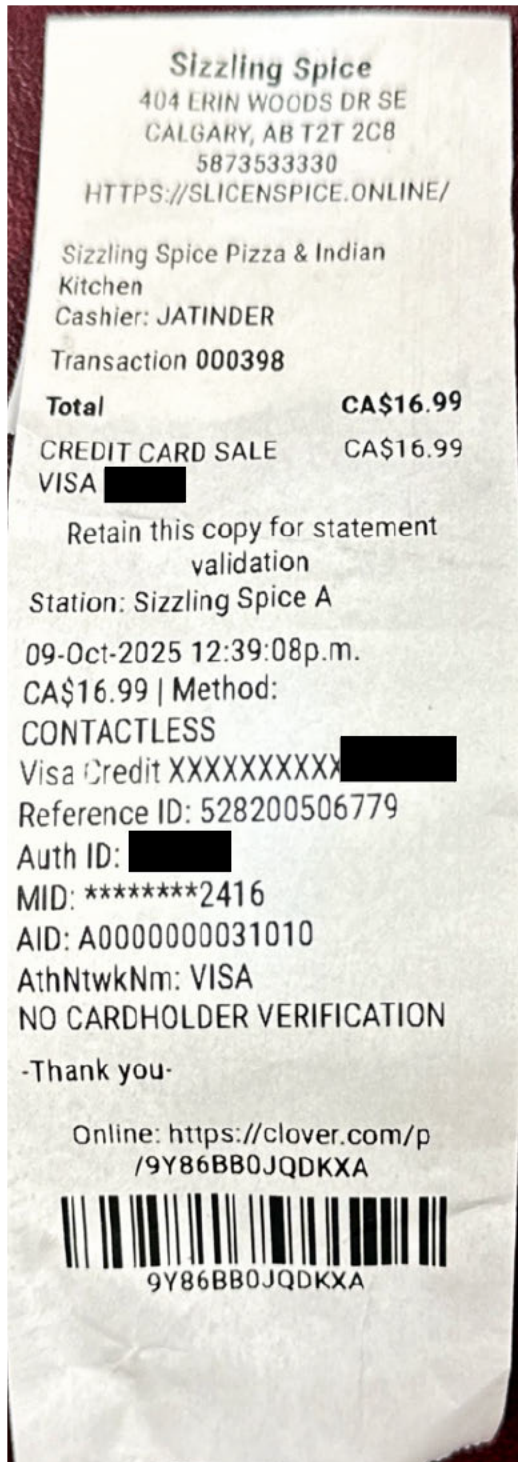 Sizzling Spice
404 ERIN WOODS DR SE
CALGARY, AB T2T 2C8
5873533330
HTTPS://SLICENSPICE.ONLINE/
Sizzling Spice Pizza & Indian
Kitchen
Cashier: JATINDER
Transaction 000398
Total CA$16.99
CREDIT CARD SALE CA$16.99
VISA
Retain this copy for statement
validation
Station: Sizzling Spice A
09-Oct-2025 12:39:08p.m.
CA$16.99 | Method:
CONTACTLESS
Visa Credit XXXXXXXXXX
Reference ID: 528200506779
Auth ID:
MID: ********2416
AID: A0000000031010
AthNtwkNm: VISA
NO CARDHOLDER VERIFICATION
-Thank you-
Online: https://clover.com/p
/9Y86BB0JQDKXA
9Y86BB0JQDKXA